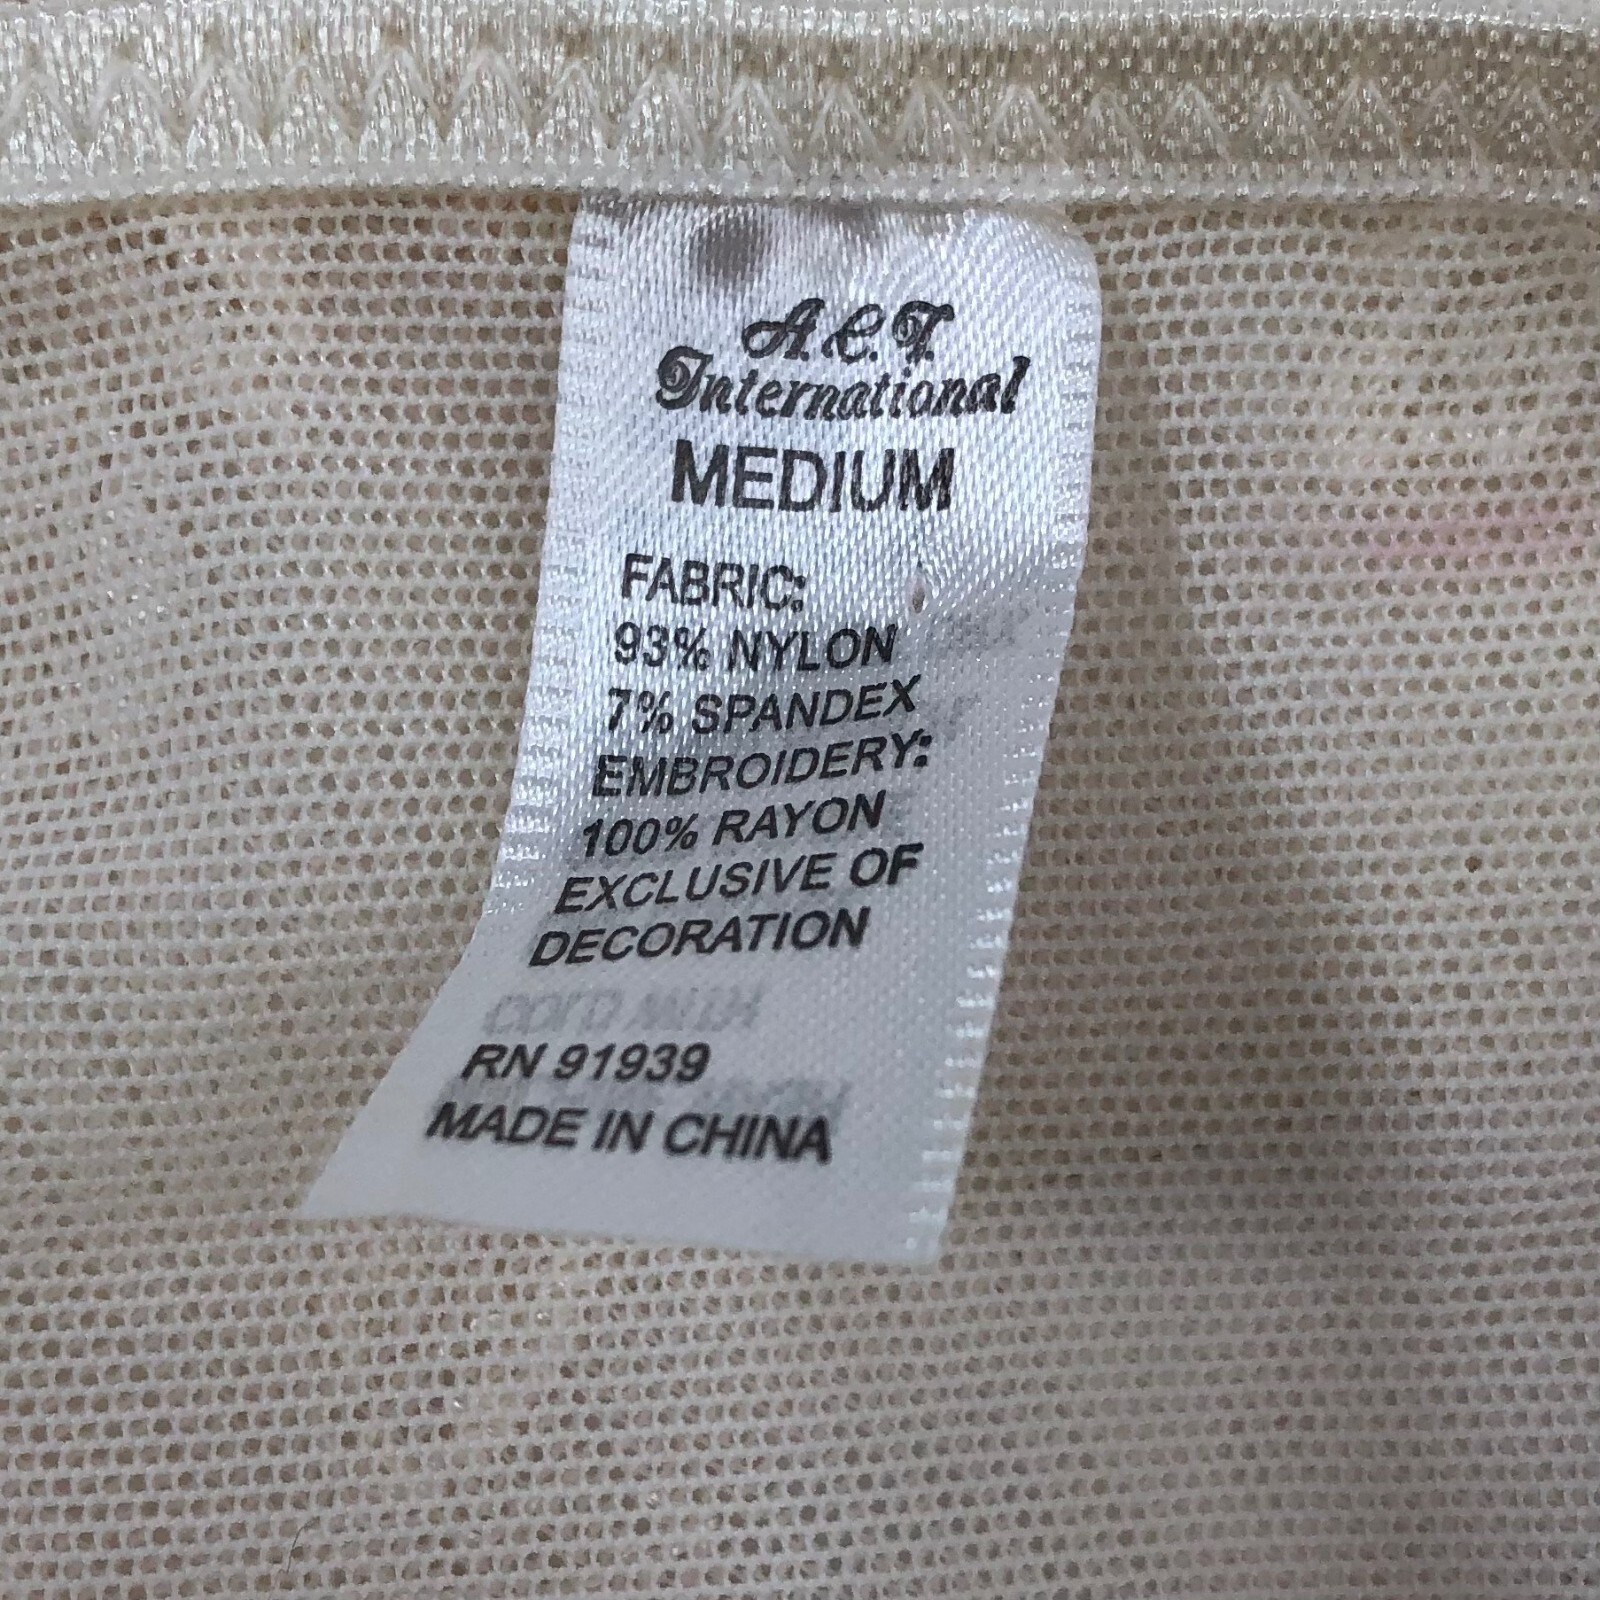 A.C.T.
International
MEDIUM
FABRIC:
93% NYLON
7% SPANDEX
EMBROIDERY:
100% RAYON
EXCLUSIVE OF
DECORATION
RN 91939
MADE IN CHINA